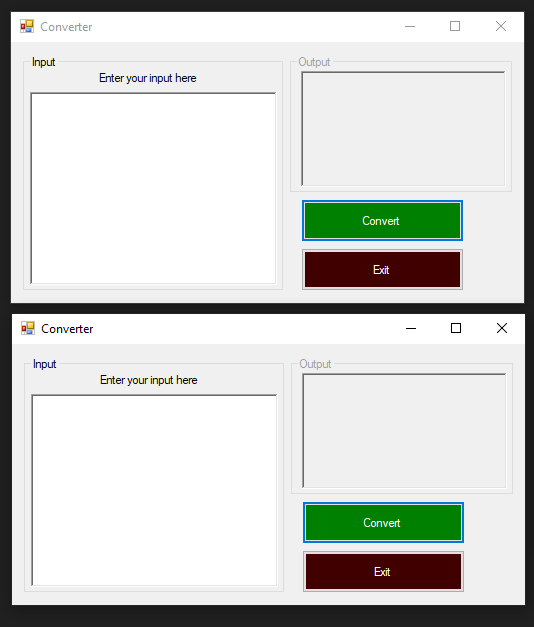 Converter
Input
Output
Enter your input here
Convert
Exit
Converter
Input
Output
Enter your input here
Convert
Exit